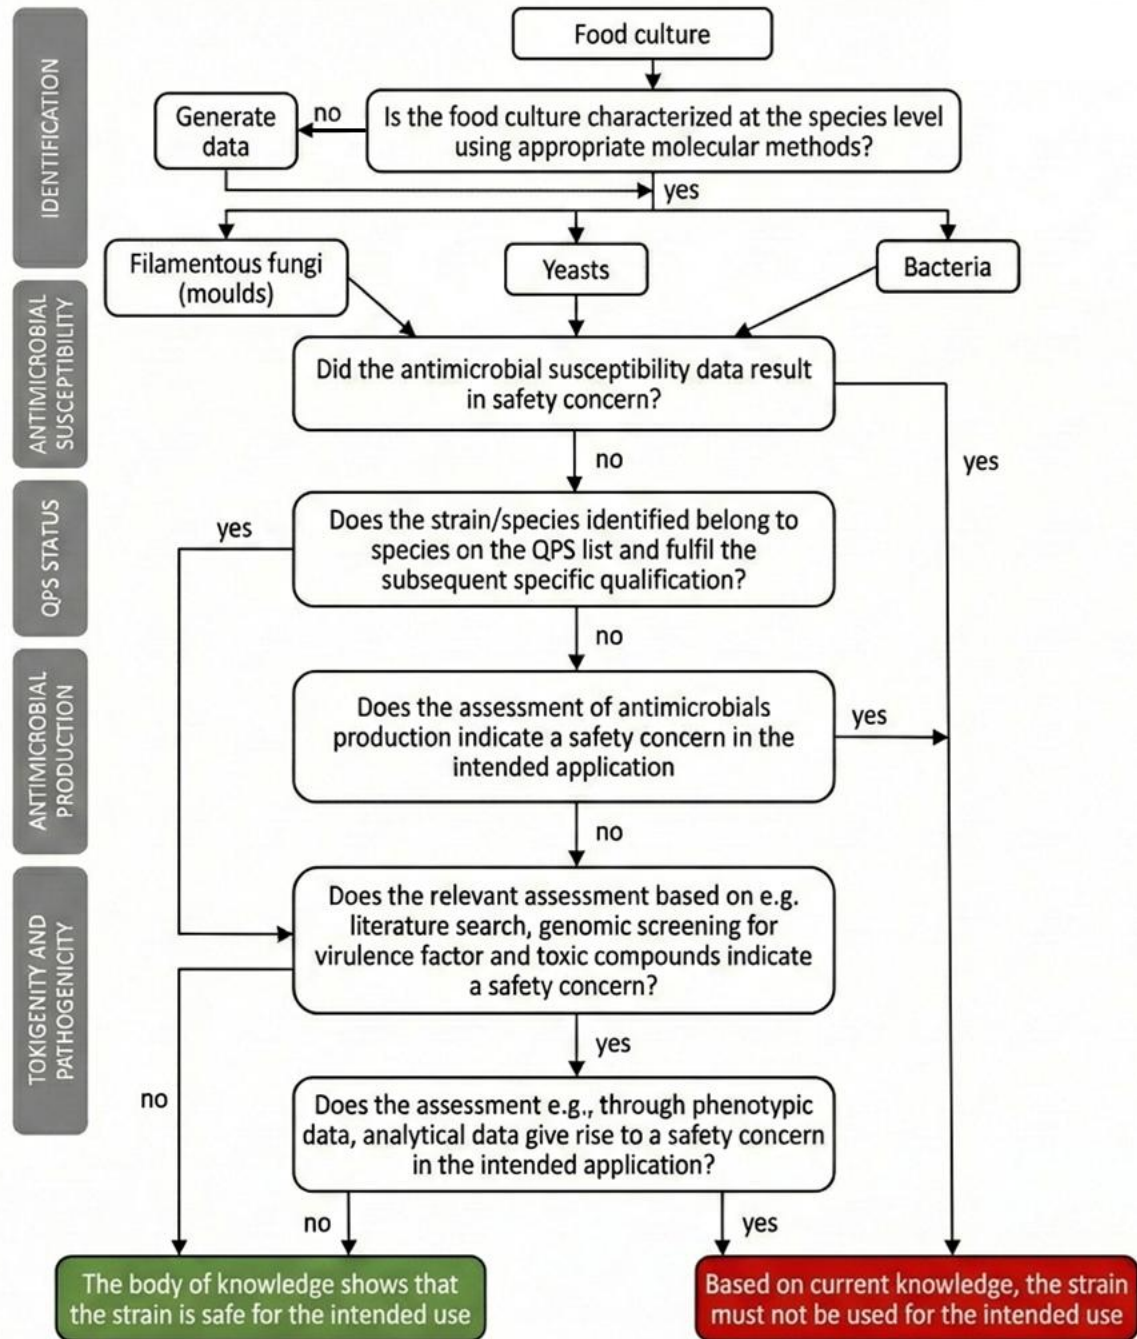 IDENTIFICATION
Food culture
Generate
data
no
Is the food culture characterized at the species level
using appropriate molecular methods?
yes
Filamentous fungi
(moulds)
Yeasts
Bacteria
ANTIMICROBIAL
SUSCEPTIBILITY
Did the antimicrobial susceptibility data result
in safety concern?
no
yes
QPS STATUS
yes
Does the strain/species identified belong to
species on the QPS list and fulfil the
subsequent specific qualification?
no
ANTIMICROBIAL
PRODUCTION
Does the assessment of antimicrobials
production indicate a safety concern in the
intended application
yes
no
TOKIGENITY AND
PATHOGENICITY
Does the relevant assessment based on e.g.
literature search, genomic screening for
virulence factor and toxic compounds indicate
a safety concern?
yes
no
Does the assessment e.g., through phenotypic
data, analytical data give rise to a safety concern
in the intended application?
no
yes
The body of knowledge shows that
the strain is safe for the intended use
Based on current knowledge, the strain
must not be used for the intended use